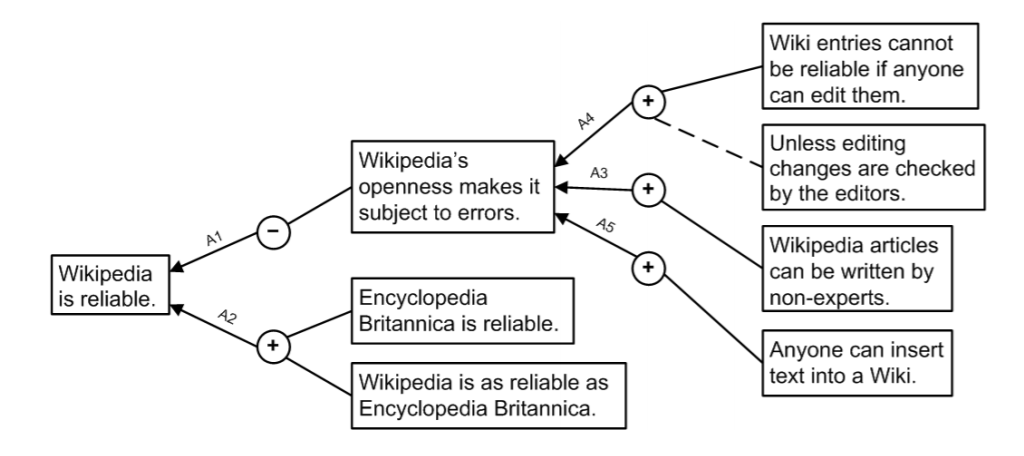 Wiki entries cannot
be reliable if anyone
can edit them.
+
A4
Unless editing
changes are checked
by the editors.
Wikipedia's
openness makes it
subject to errors.
A3
+
A5
Wikipedia articles
can be written by
non-experts.
+
A1
−
Wikipedia
is reliable.
A2
+
Encyclopedia
Britannica is reliable.
Wikipedia is as reliable as
Encyclopedia Britannica.
Anyone can insert
text into a Wiki.